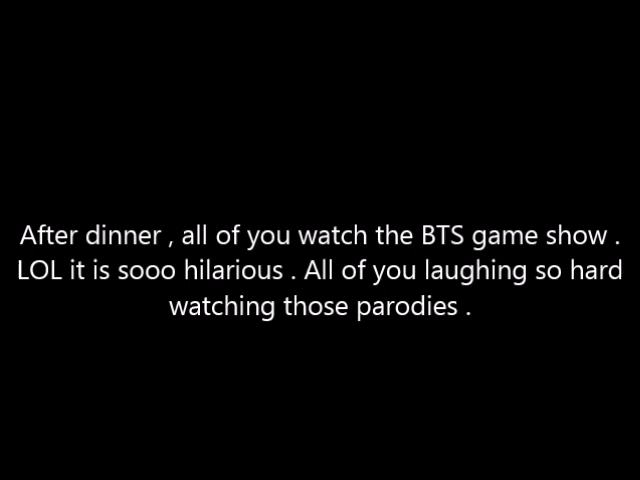 After dinner , all of you watch the BTS game show .
LOL it is sooo hilarious . All of you laughing so hard
watching those parodies .